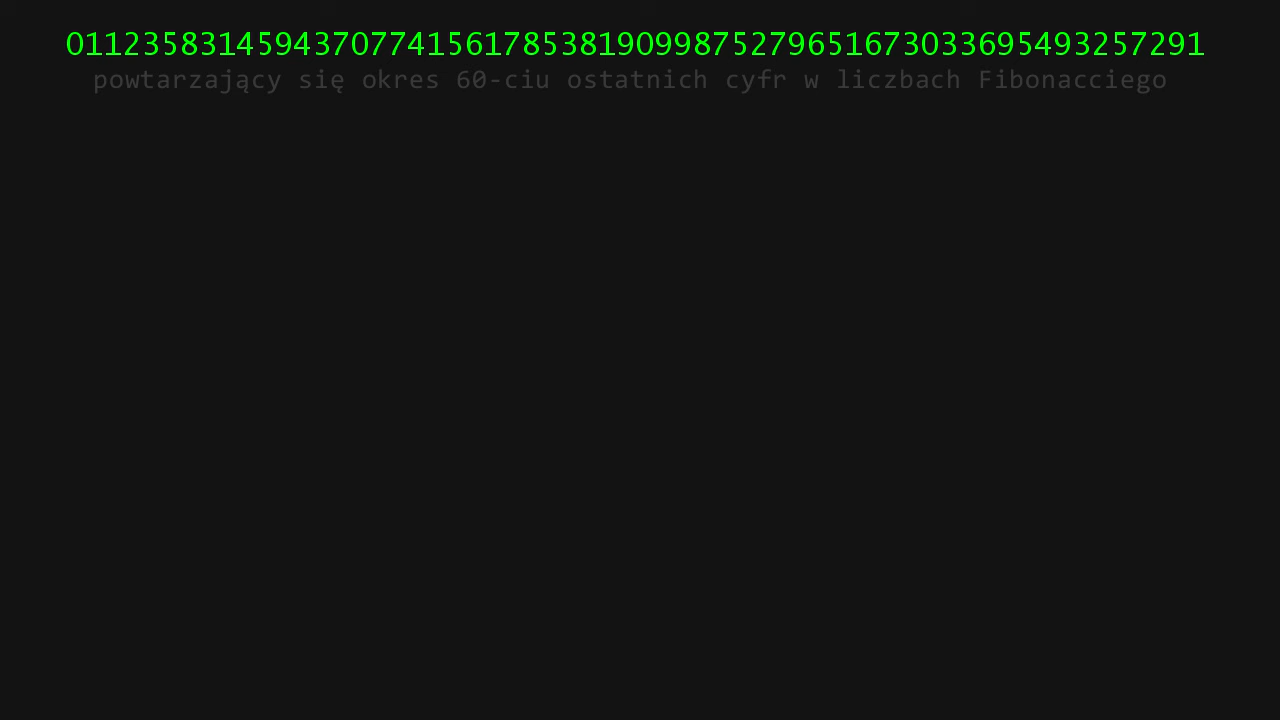 011235831459437077415617853819099875279651673033695493257291
powtarzający się okres 60-ciu ostatnich cyfr w liczbach Fibonacciego